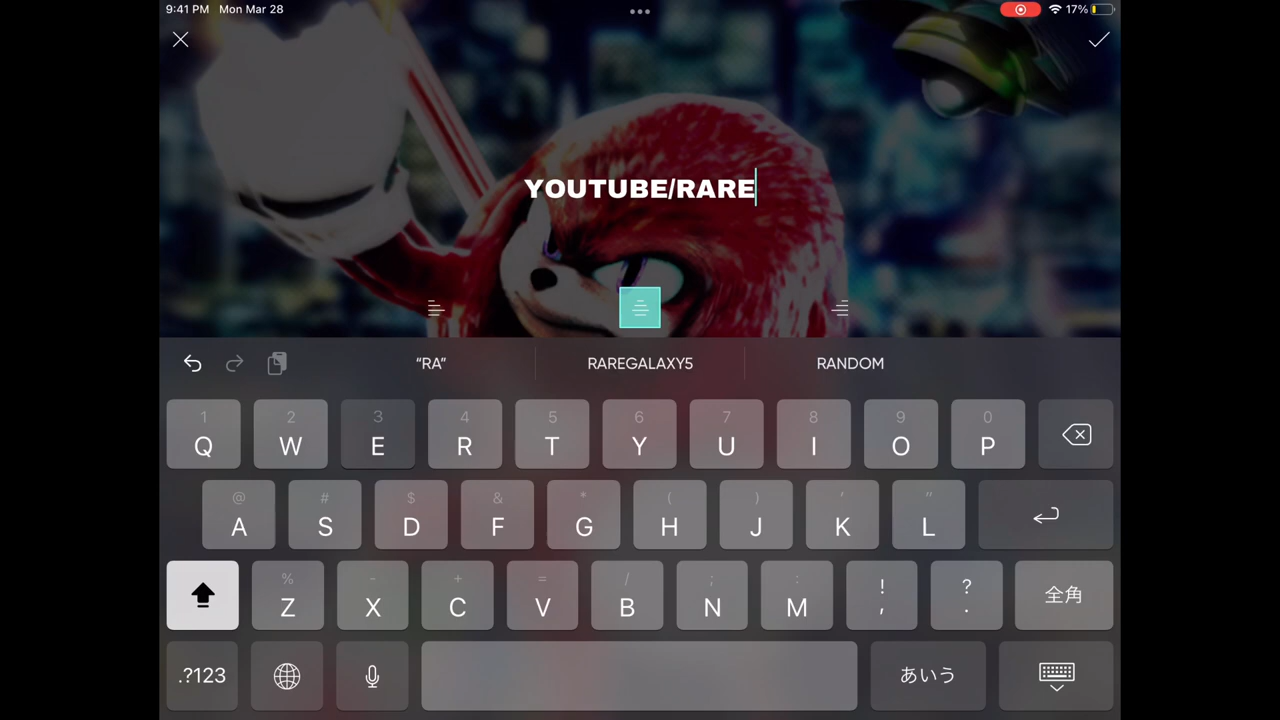 9:41 PM Mon Mar 28
17%
YOUTUBE/RARE
“RA” RAREGALAXY5 RANDOM
1 2 3 4 5 6 7 8 9 0
Q W E R T Y U I O P
@ # $ & * ( ) ' "
A S D F G H J K L
% - + = / ; : ! ?
Z X C V B N M , . 全角
.?123 あいう